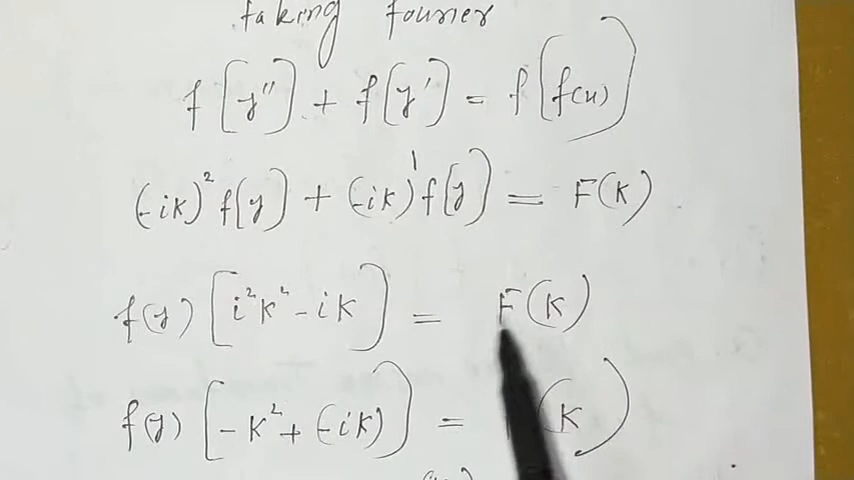 taking fourier
f[y''] + f[y'] = f[f(x)]
(-ik)² f[y] + (-ik)¹ f[y] = F(K)
f(y) [i²K² - iK] = F(K)
f(y) [-K² + (-iK)] = (K)